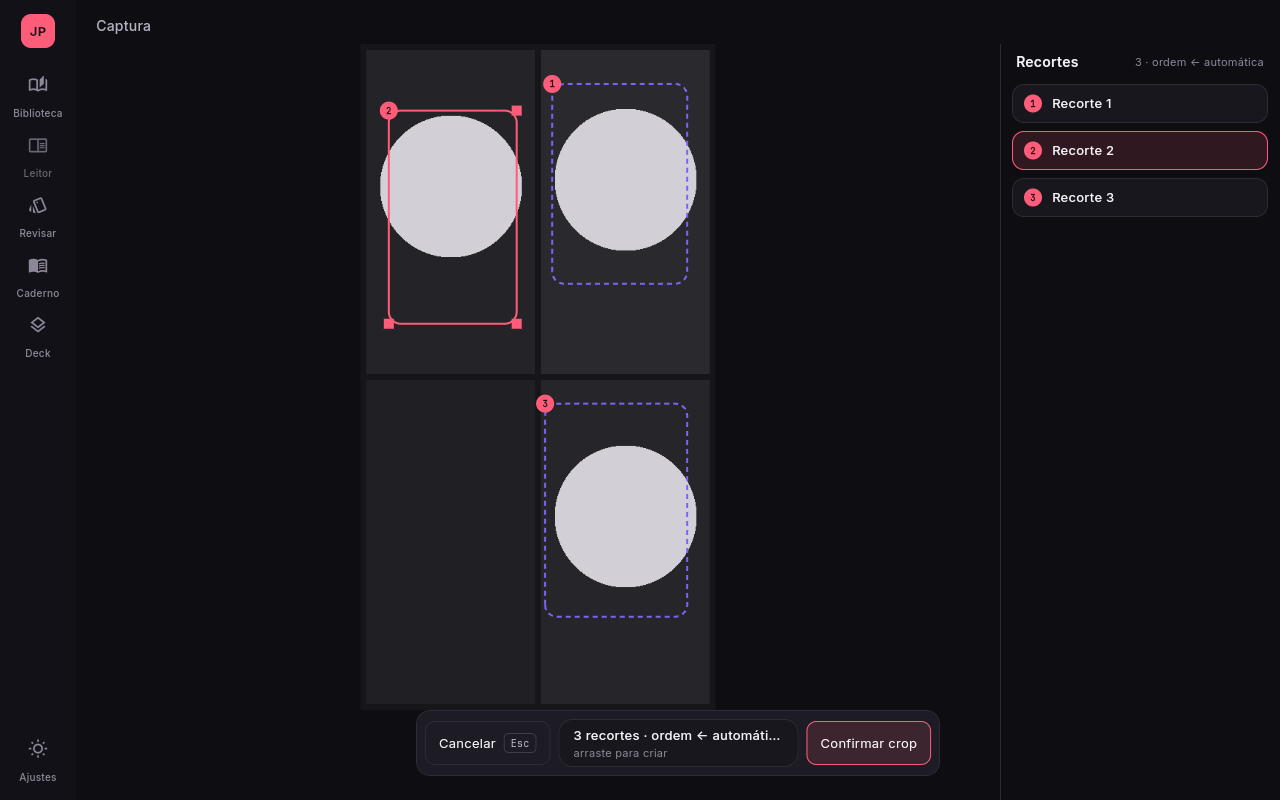 JP
Biblioteca
Leitor
Revisar
Caderno
Deck
Ajustes
Captura
1
2
3
Cancelar Esc
3 recortes · ordem ← automáti...
arraste para criar
Confirmar crop
Recortes
3 · ordem ← automática
1 Recorte 1
2 Recorte 2
3 Recorte 3